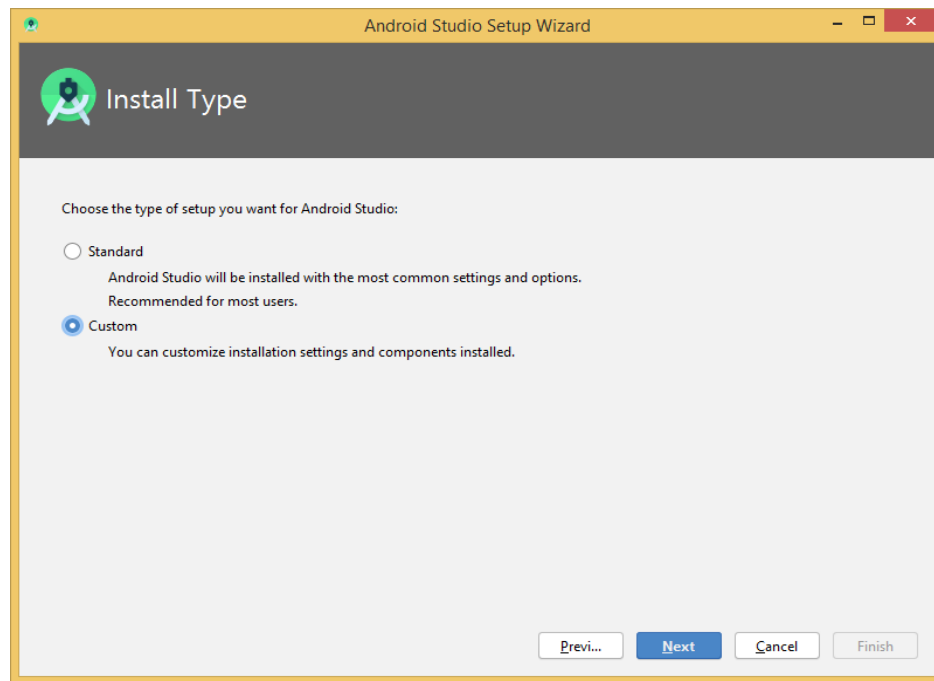 Android Studio Setup Wizard
Install Type
Choose the type of setup you want for Android Studio:
Standard
Android Studio will be installed with the most common settings and options.
Recommended for most users.
Custom
You can customize installation settings and components installed.
Previ...
Next
Cancel
Finish